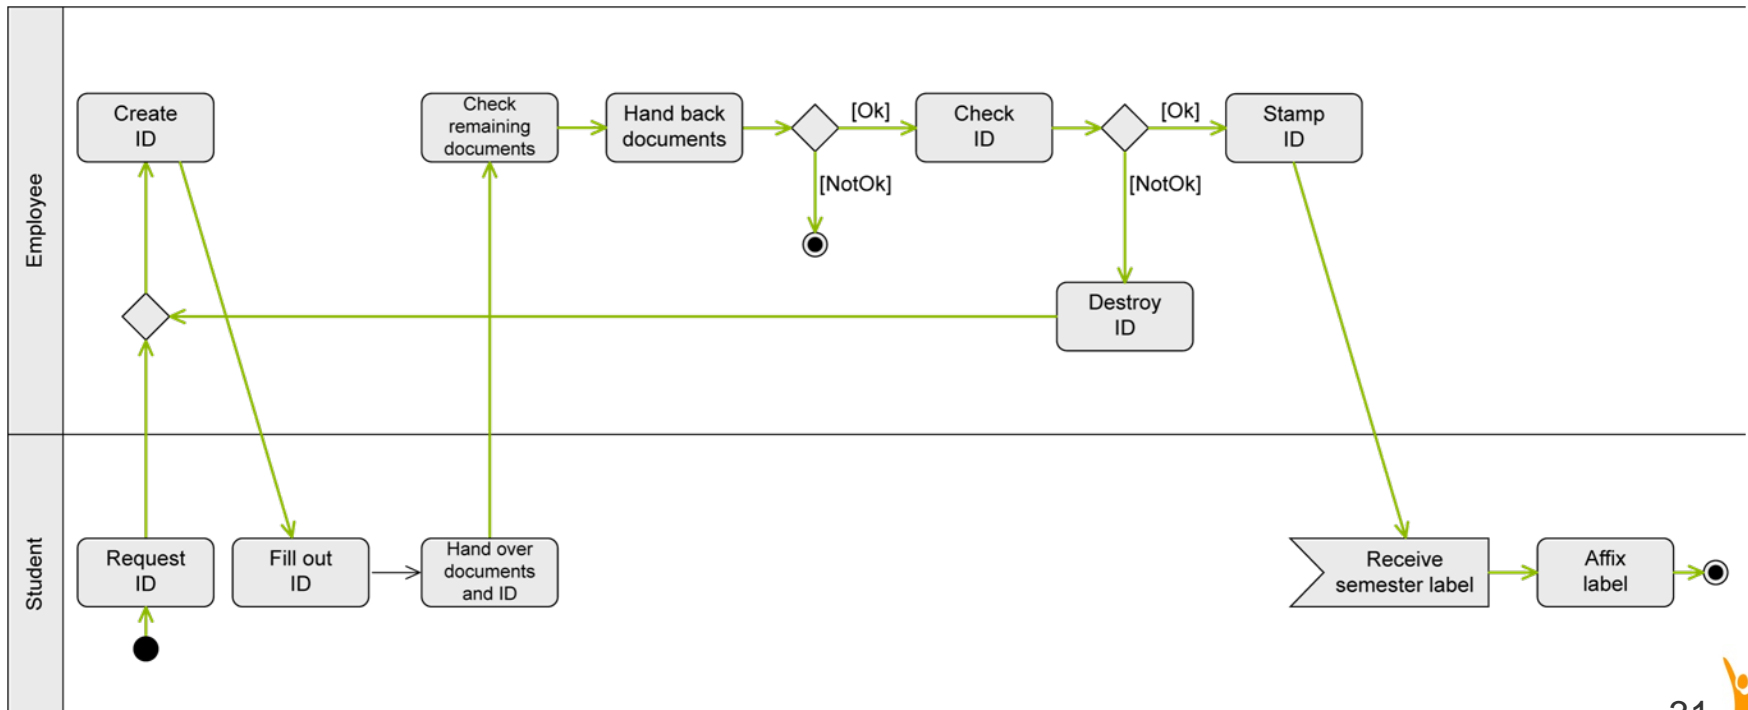 Employee
Create
ID
Check
remaining
documents
Hand back
documents
[Ok]
[NotOk]
Check
ID
[Ok]
[NotOk]
Stamp
ID
Destroy
ID
Student
Request
ID
Fill out
ID
Hand over
documents
and ID
Receive
semester label
Affix
label